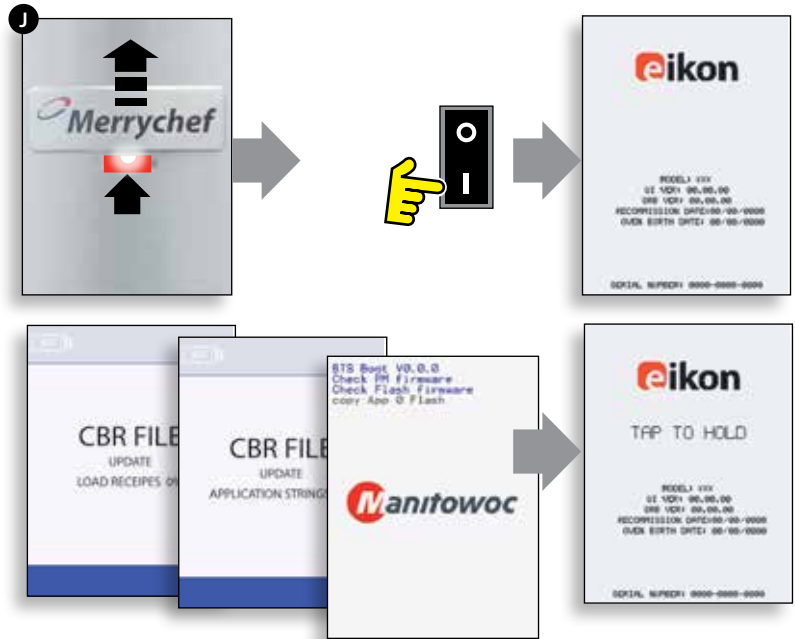 J
Merrychef
eikon
MODEL: XXX
UI VER: 00.00.00
SRB VER: 00.00.00
RECOMMISSION DATE:00/00/0000
OVEN BIRTH DATE: 00/00/0000
SERIAL NUMBER: 0000-0000-0000
CBR FILE
UPDATE
LOAD RECEIPES 0%
CBR FILE
UPDATE
APPLICATION STRINGS
BTS Boot V0.0.0
Check PM firmware
Check Flash firmware
copy App 0 Flash
Manitowoc
eikon
TAP TO HOLD
MODEL: XXX
UI VER: 00.00.00
SRB VER: 00.00.00
RECOMMISSION DATE:00/00/0000
OVEN BIRTH DATE: 00/00/0000
SERIAL NUMBER: 0000-0000-0000